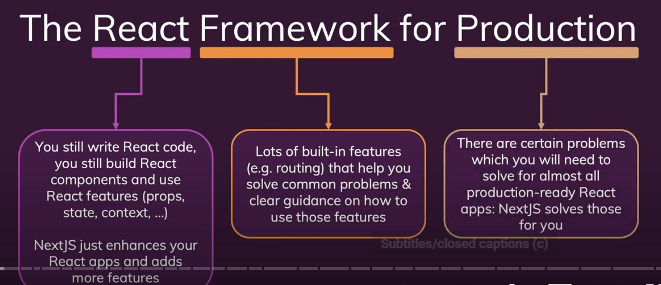 The React Framework for Production
You still write React code,
you still build React
components and use
React features (props,
state, context, ...)
NextJS just enhances your
React apps and adds
more features
Lots of built-in features
(e.g. routing) that help you
solve common problems &
clear guidance on how to
use those features
There are certain problems
which you will need to
solve for almost all
production-ready React
apps: NextJS solves those
for you
Subtitles/closed captions (c)